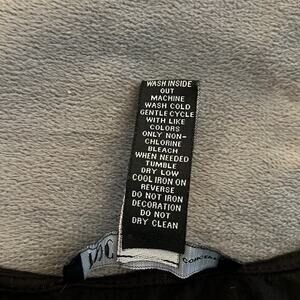 WASH INSIDE
OUT
MACHINE
WASH COLD
GENTLE CYCLE
WITH LIKE
COLORS
ONLY NON-
CHLORINE
BLEACH
WHEN NEEDED
TUMBLE
DRY LOW
COOL IRON ON
REVERSE
DO NOT IRON
DECORATION
DO NOT
DRY CLEAN